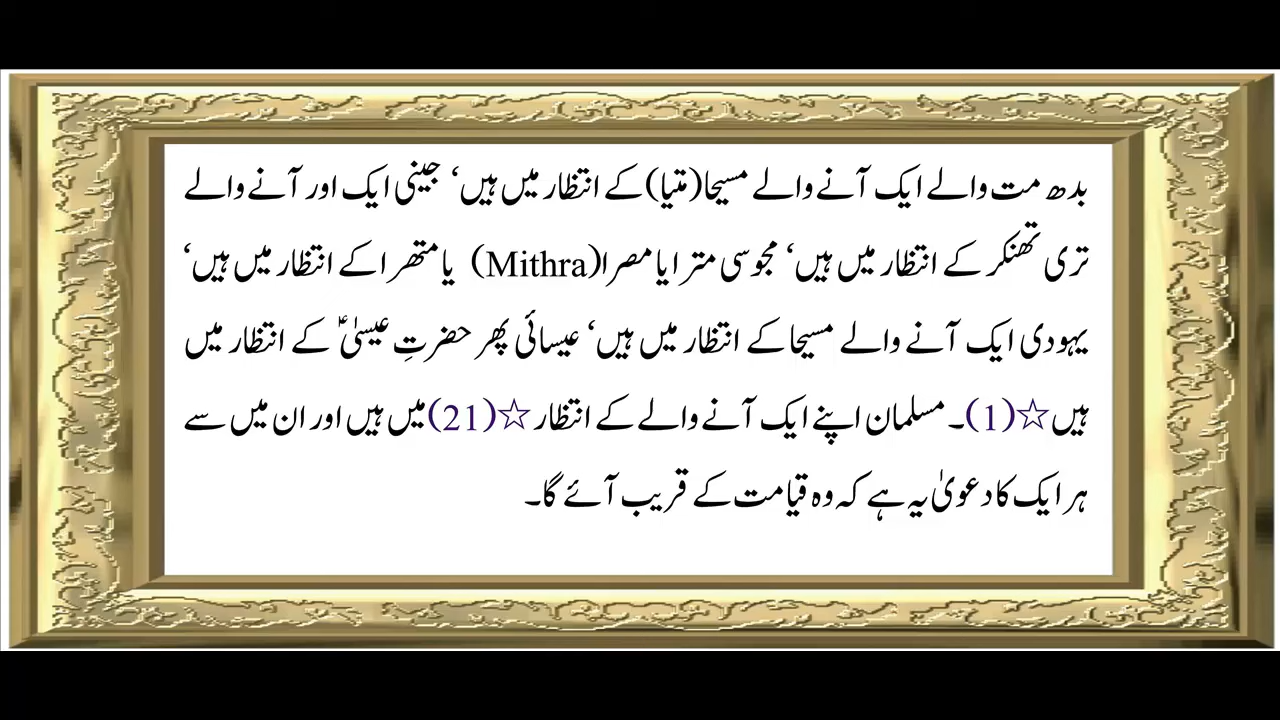 بدھ مت والے ایک آنے والے مسیحا(متیا)کے انتظار میں ہیں‘ جینی ایک اور آنے والے
تری تھنکر کے انتظار میں ہیں‘ مجوسی مترا یا مصرا(Mithra) یا متھرا کے انتظار میں ہیں‘
یہودی ایک آنے والے مسیحا کے انتظار میں ہیں‘ عیسائی پھر حضرتِ عیسیٰؑ کے انتظار میں
ہیں☆(1)۔ مسلمان اپنے ایک آنے والے کے انتظار☆(21)میں ہیں اور ان میں سے
ہر ایک کا دعویٰ یہ ہے کہ وہ قیامت کے قریب آئے گا۔